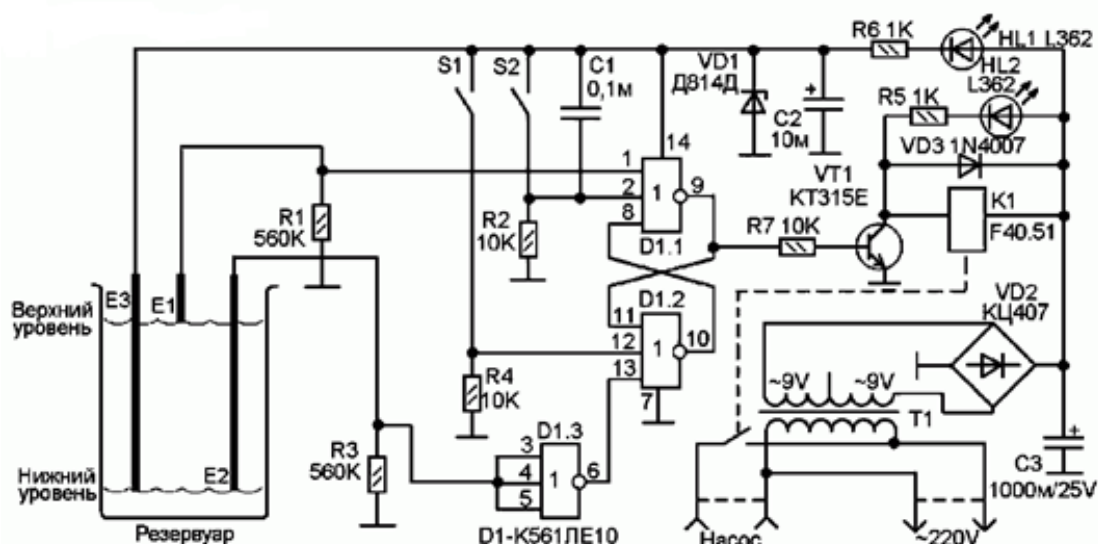 R6 1K
HL1 L362
S1
S2
C1
0,1м
VD1
Д814Д
HL2
L362
R5 1K
C2
10м
VD3 1N4007
14
1
2
8
1
9
VT1
КТ315Е
K1
F40.51
R1
560K
R2
10K
D1.1
R7 10K
E3
E1
Верхний
уровень
D1.2
11
12
13
1
10
7
VD2
КЦ407
~9V
~9V
T1
R4
10K
D1.3
3
4
5
1
6
R3
560K
E2
Нижний
уровень
C3
1000м/25V
Резервуар
D1-К561ЛЕ10
Насос
~220V